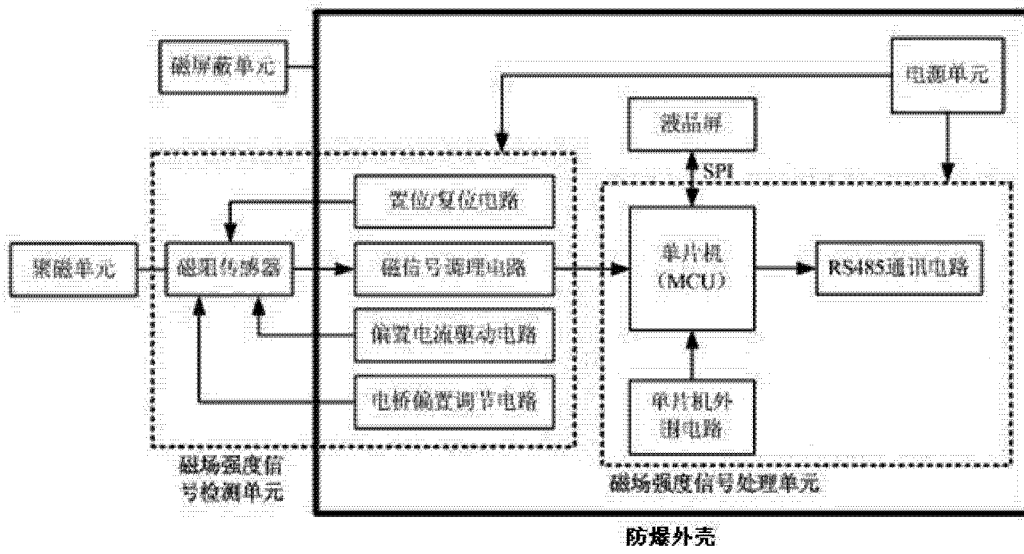 磁屏蔽单元
电源单元
液晶屏
SPI
置位/复位电路
聚磁单元
磁阻传感器
磁信号调理电路
单片机
(MCU)
RS485通讯电路
偏置电流驱动电路
电桥偏置调节电路
单片机外
围电路
磁场强度信
号检测单元
磁场强度信号处理单元
防爆外壳